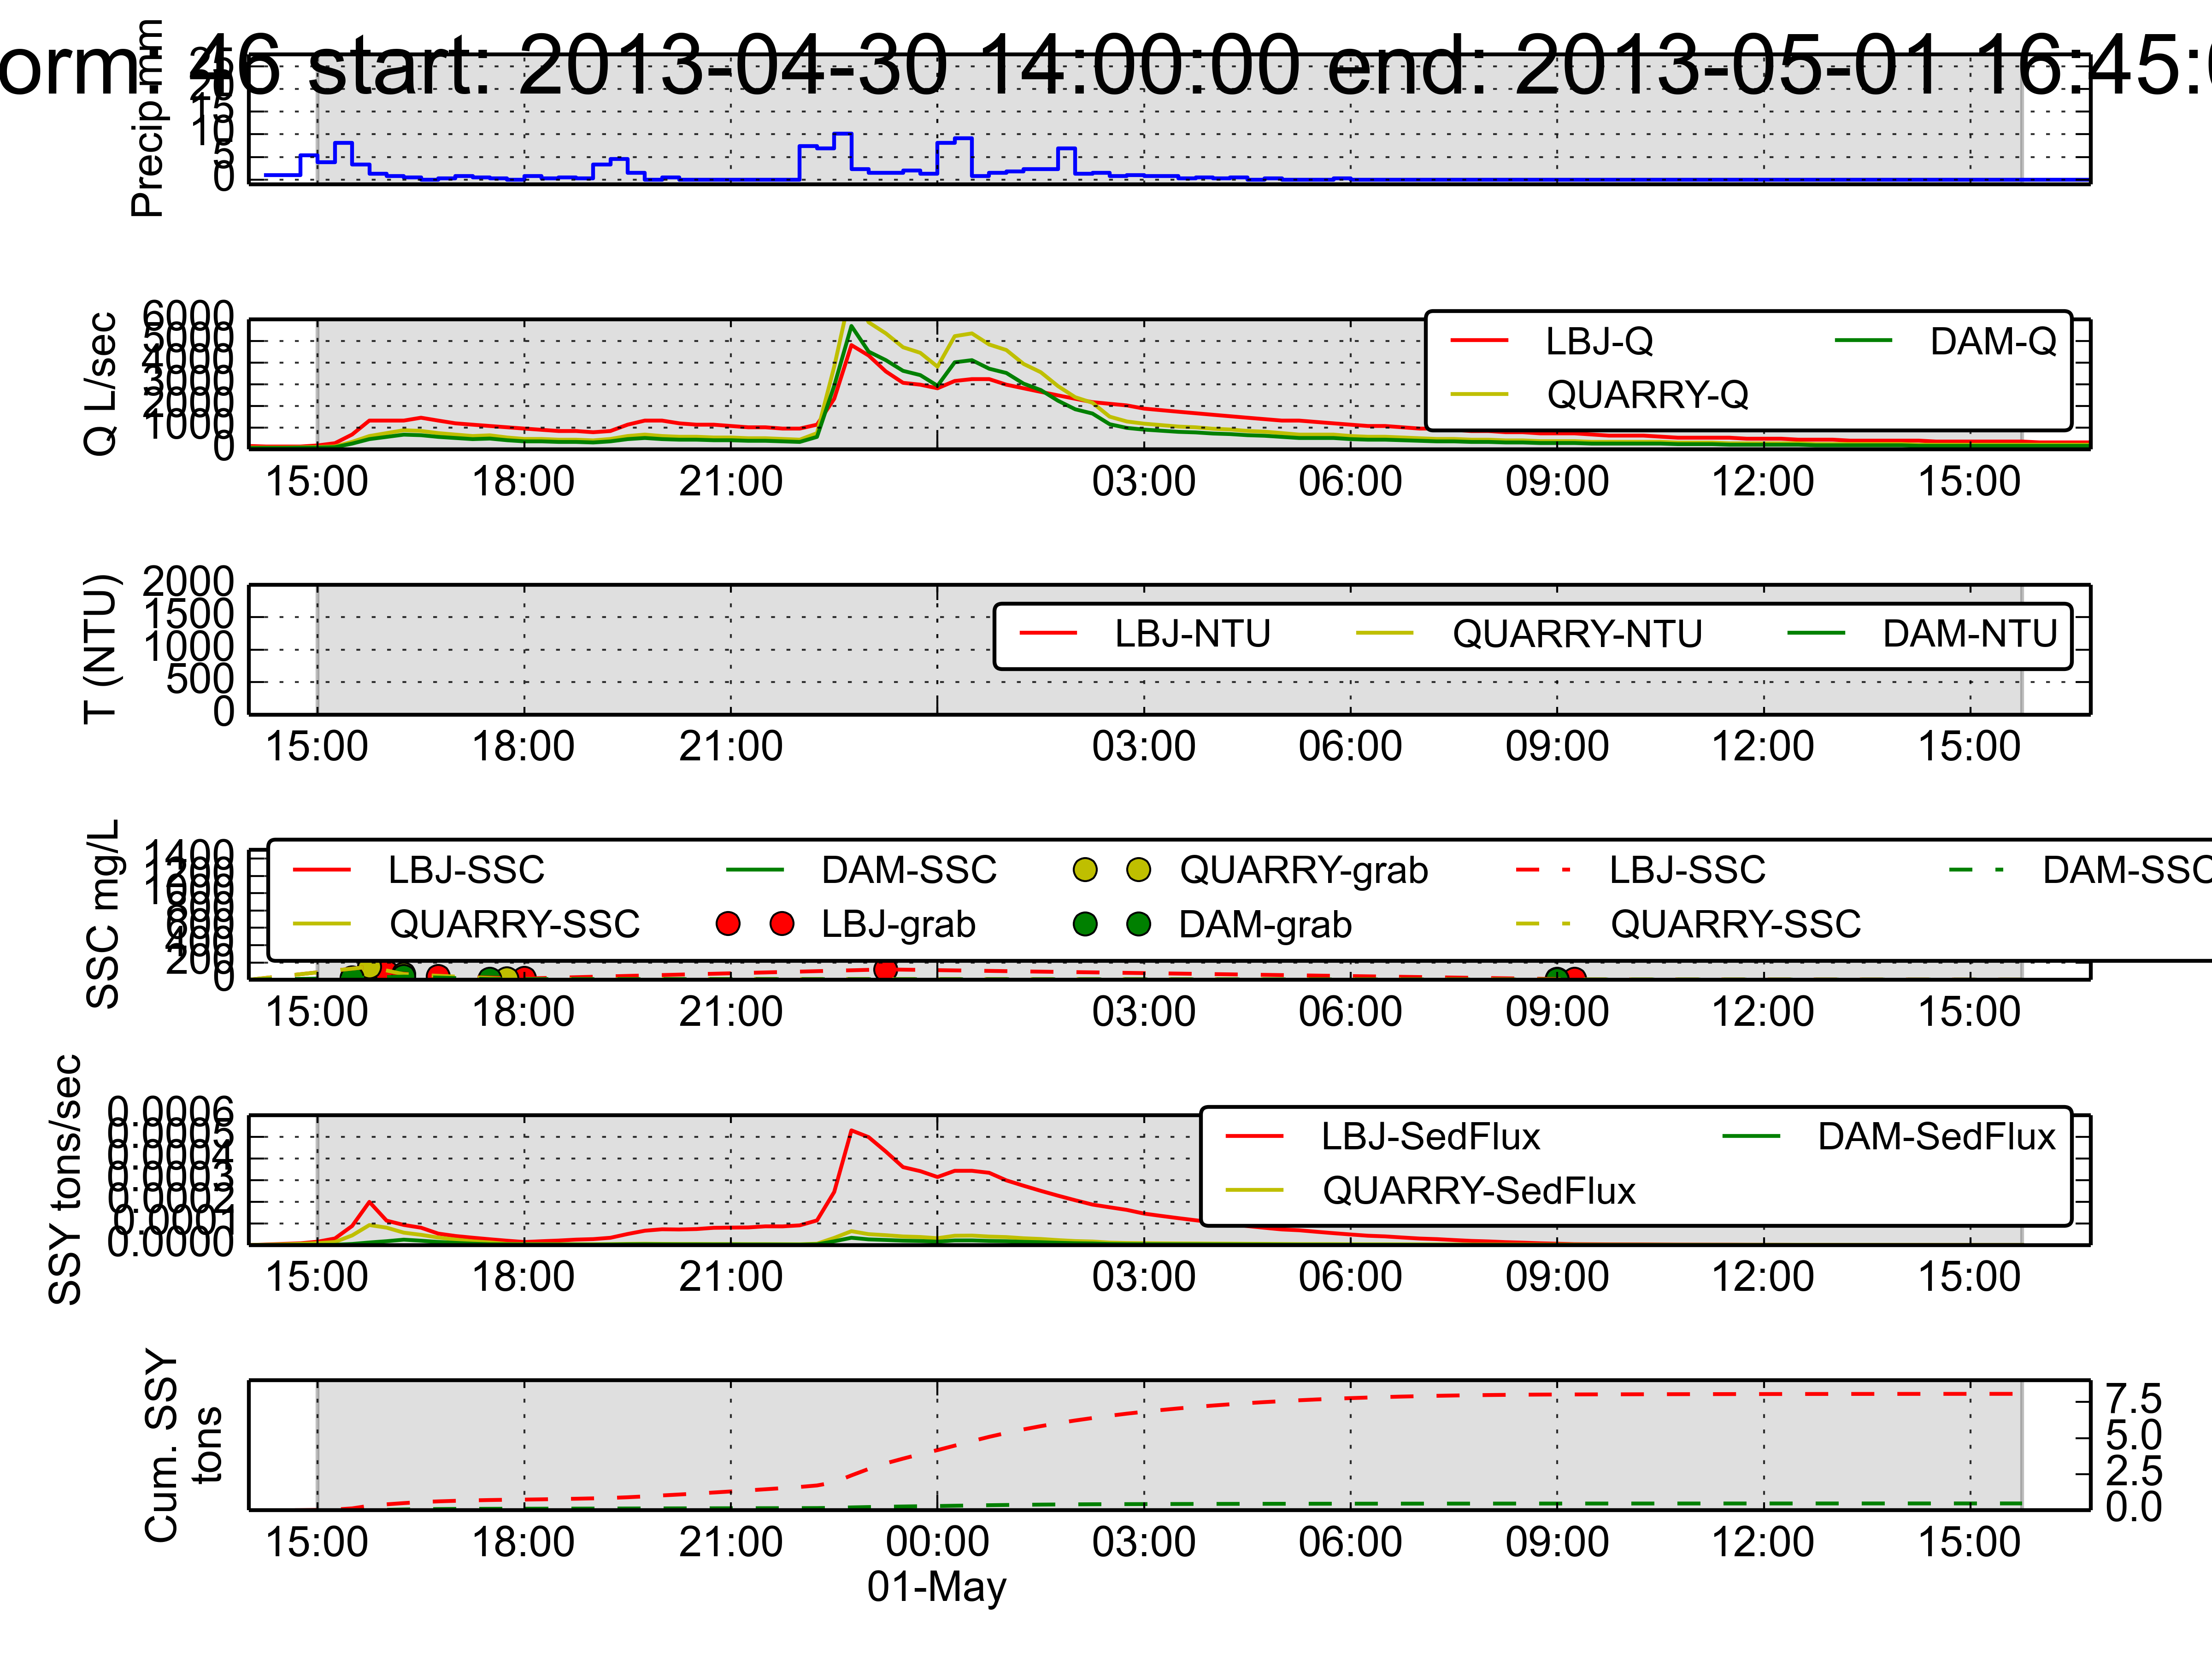 orm: 46 start: 2013-04-30 14:00:00 end: 2013-05-01 16:45:0
Precip-mm
25
20
15
10
5
0
Q L/sec
6000
5000
4000
3000
2000
1000
0
LBJ-Q
DAM-Q
QUARRY-Q
15:00 18:00 21:00 03:00 06:00 09:00 12:00 15:00
T (NTU)
2000
1500
1000
500
0
LBJ-NTU QUARRY-NTU DAM-NTU
15:00 18:00 21:00 03:00 06:00 09:00 12:00 15:00
SSC mg/L
1400
1200
1000
800
600
400
200
0
LBJ-SSC DAM-SSC QUARRY-grab LBJ-SSC DAM-SSC
QUARRY-SSC LBJ-grab DAM-grab QUARRY-SSC
15:00 18:00 21:00 03:00 06:00 09:00 12:00 15:00
SSY tons/sec
0.0006
0.0005
0.0004
0.0003
0.0002
0.0001
0.0000
LBJ-SedFlux DAM-SedFlux
QUARRY-SedFlux
15:00 18:00 21:00 03:00 06:00 09:00 12:00 15:00
Cum. SSY
tons
7.5
5.0
2.5
0.0
15:00 18:00 21:00 00:00 03:00 06:00 09:00 12:00 15:00
01-May